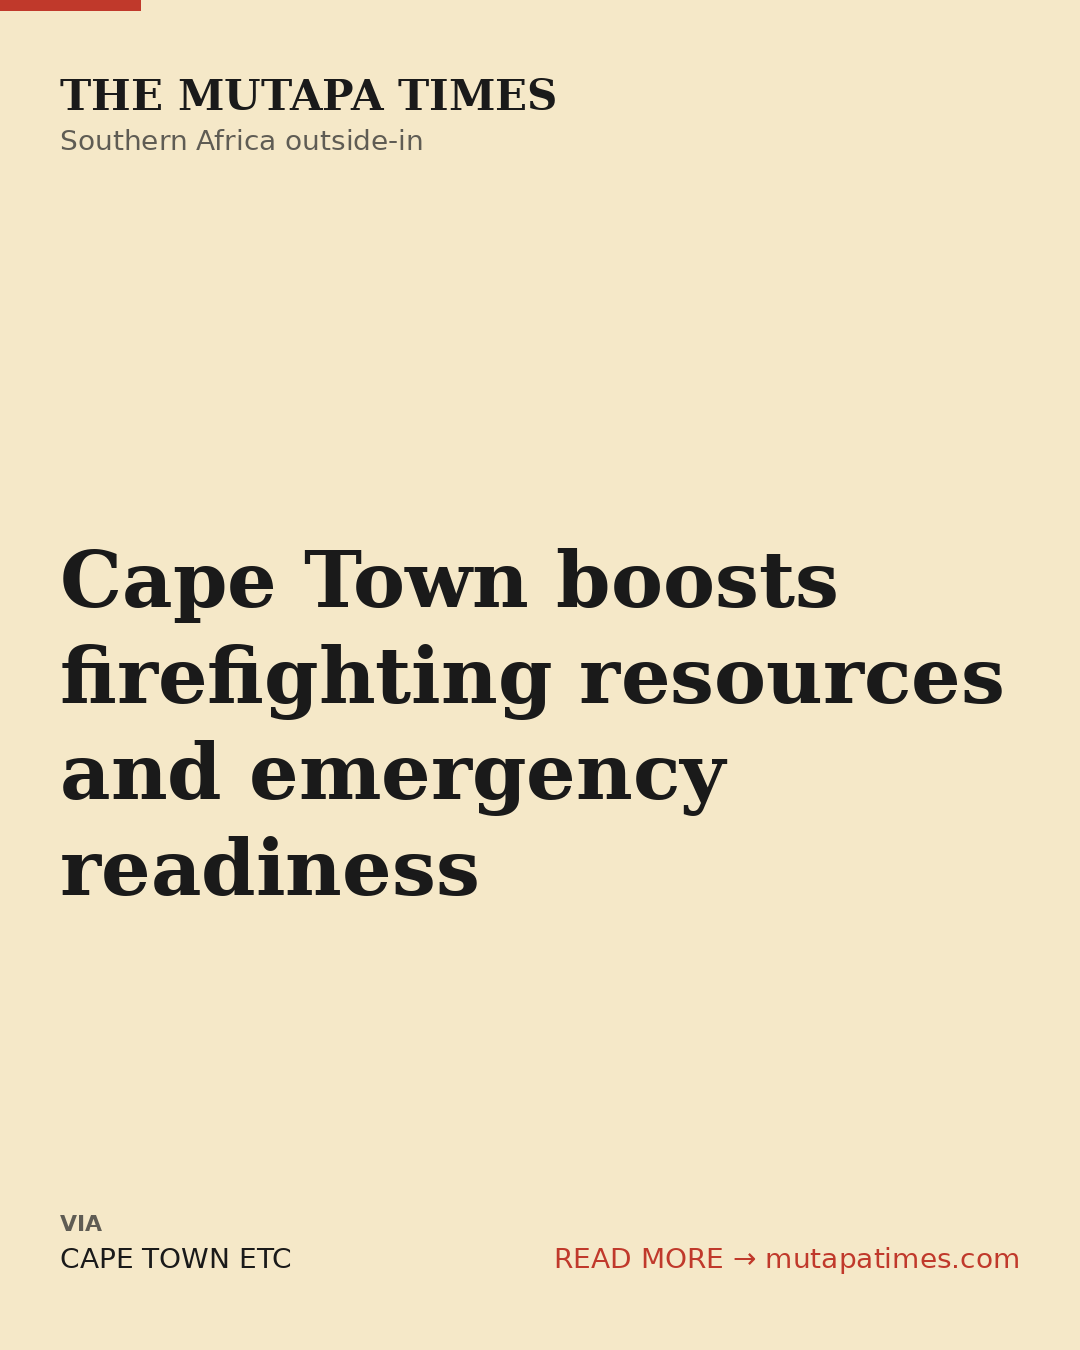 THE MUTAPA TIMES
Southern Africa outside-in
Cape Town boosts
firefighting resources
and emergency
readiness
VIA
CAPE TOWN ETC
READ MORE → mutapatimes.com